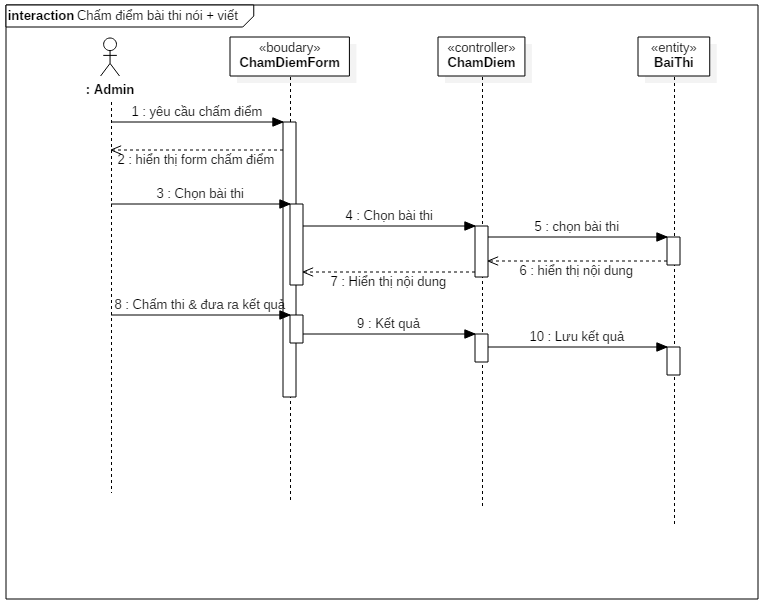 interaction Chấm điểm bài thi nói + viết
«boudary»
ChamDiemForm
«controller»
ChamDiem
«entity»
BaiThi
: Admin
1 : yêu cầu chấm điểm
2 : hiển thị form chấm điểm
3 : Chọn bài thi
4 : Chọn bài thi
5 : chọn bài thi
6 : hiển thị nội dung
7 : Hiển thị nội dung
8 : Chấm thi & đưa ra kết quả
9 : Kết quả
10 : Lưu kết quả